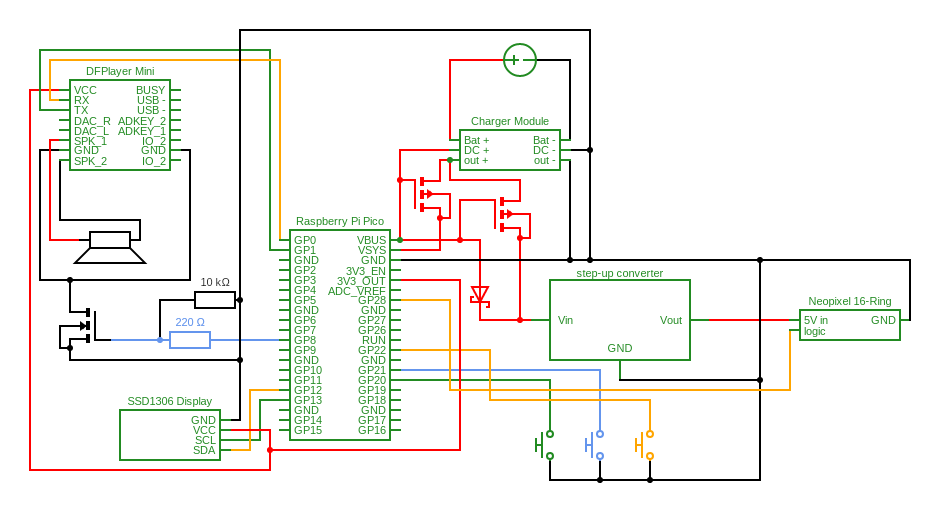 DFPlayer Mini
VCC BUSY
RX USB -
TX USB -
DAC_R ADKEY_2
DAC_L ADKEY_1
SPK_1 IO_2
GND GND
SPK_2 IO_2
Charger Module
Bat + Bat -
DC + DC -
out + out -
Raspberry Pi Pico
GP0 VBUS
GP1 VSYS
GND GND
GP2 3V3_EN
GP3 3V3_OUT
GP4 ADC_VREF
GP5 GP28
GND GND
GP6 GP27
GP7 GP26
GP8 RUN
GP9 GP22
GND GND
GP10 GP21
GP11 GP20
GP12 GP19
GP13 GP18
GND GND
GP14 GP17
GP15 GP16
10 kΩ
220 Ω
step-up converter
Vin Vout
GND
Neopixel 16-Ring
5V in GND
logic
SSD1306 Display
GND
VCC
SCL
SDA